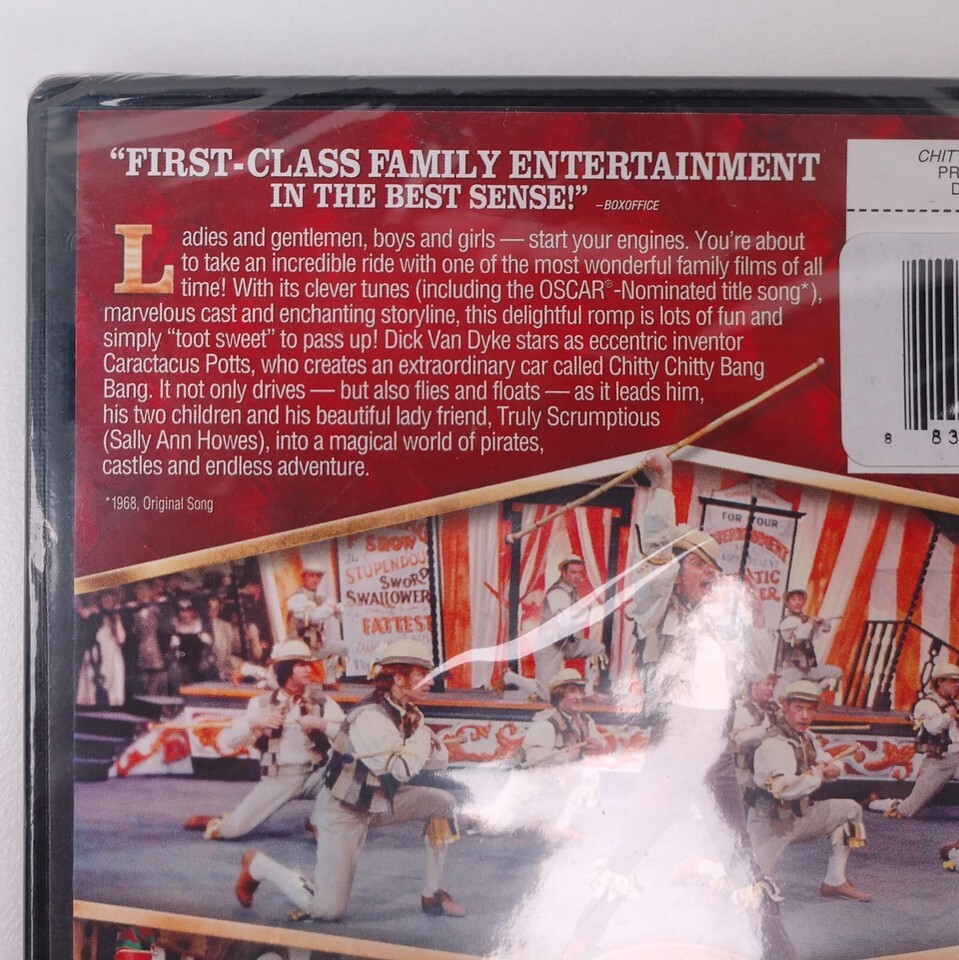 “FIRST-CLASS FAMILY ENTERTAINMENT
IN THE BEST SENSE!” –BOXOFFICE
Ladies and gentlemen, boys and girls — start your engines. You’re about
to take an incredible ride with one of the most wonderful family films of all
time! With its clever tunes (including the OSCAR®-Nominated title song*),
marvelous cast and enchanting storyline, this delightful romp is lots of fun and
simply “toot sweet” to pass up! Dick Van Dyke stars as eccentric inventor
Caractacus Potts, who creates an extraordinary car called Chitty Chitty Bang
Bang. It not only drives — but also flies and floats — as it leads him,
his two children and his beautiful lady friend, Truly Scrumptious
(Sally Ann Howes), into a magical world of pirates,
castles and endless adventure.
*1968, Original Song
CHITT
PR
D
8 83
SHOW
STUPENDOUS
SWORD
SWALLOWER
FATTEST
FOR YOUR